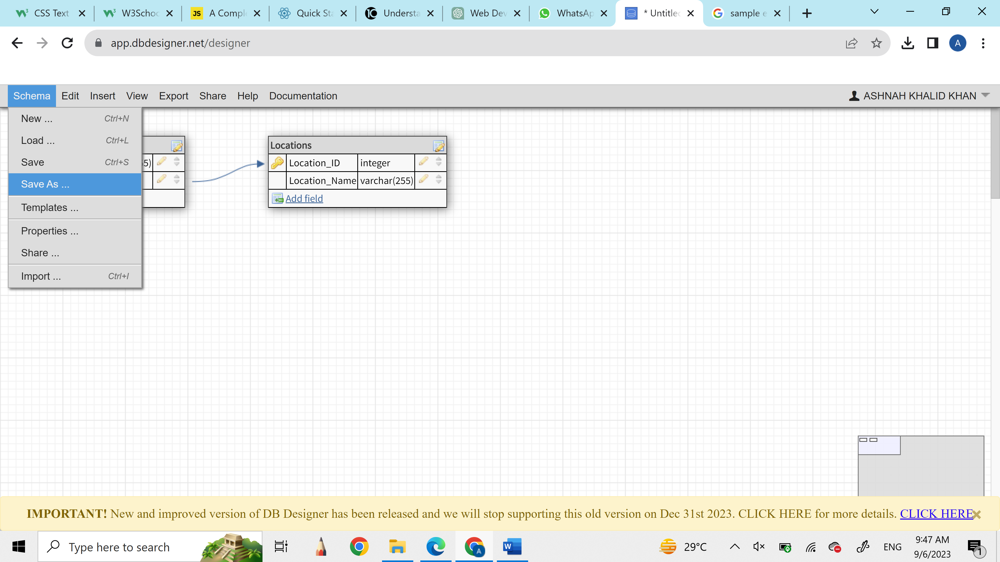 CSS Text
W3Schoo
JS A Comple
Quick Sta
Understa
Web Dev
WhatsAp
* Untitled
sample e
app.dbdesigner.net/designer
A
Schema Edit Insert View Export Share Help Documentation
ASHNAH KHALID KHAN
New ... Ctrl+N
Load ... Ctrl+L
Save Ctrl+S
Save As ...
Templates ...
Properties ...
Share ...
Import ... Ctrl+I
55)
Locations
Location_ID integer
Location_Name varchar(255)
Add field
IMPORTANT! New and improved version of DB Designer has been released and we will stop supporting this old version on Dec 31st 2023. CLICK HERE for more details. CLICK HERE
Type here to search
A
W
29°C
ENG
9:47 AM
9/6/2023
1